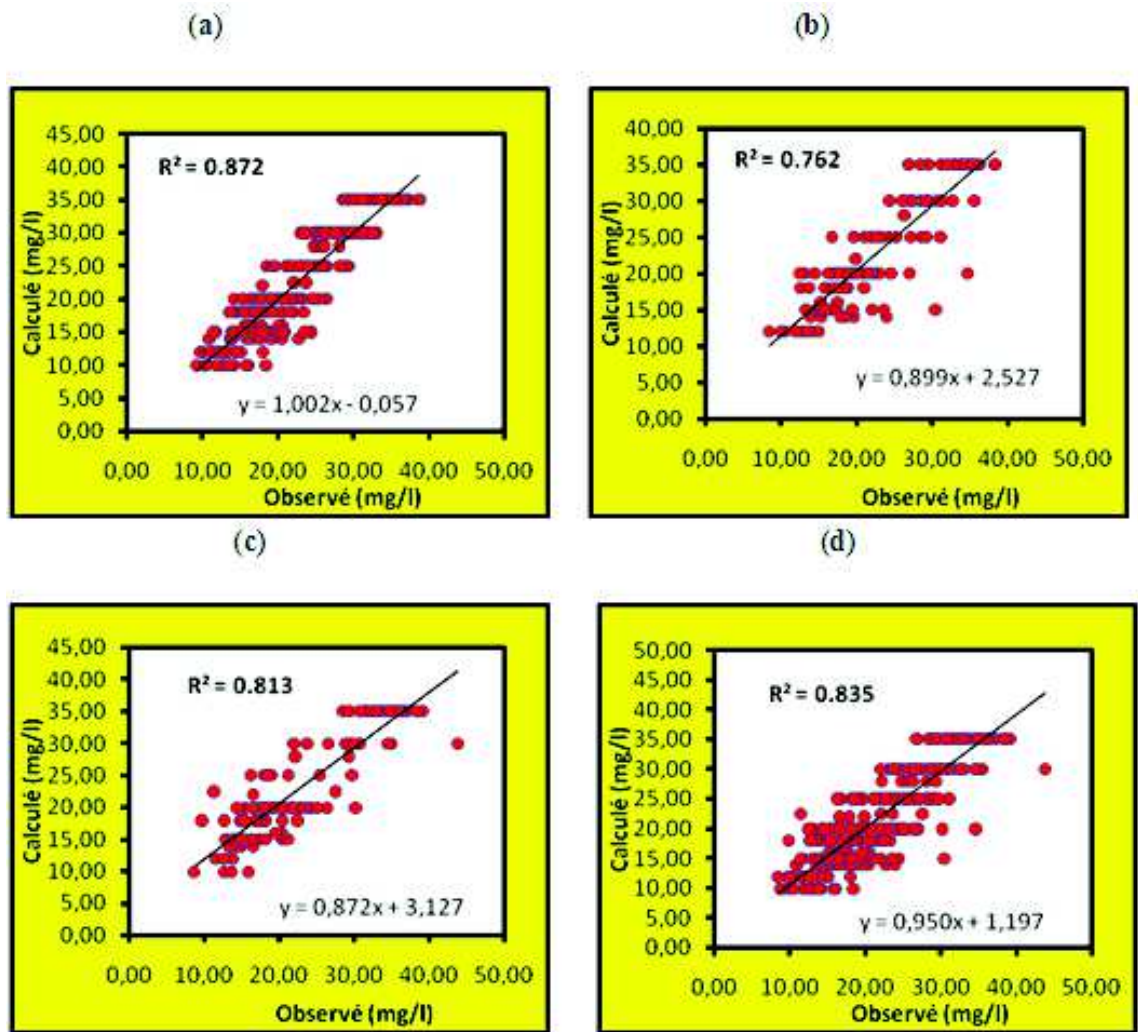 (a)
(b)
Calculé (mg/l)
45,00
40,00
35,00
30,00
25,00
20,00
15,00
10,00
5,00
0,00
R² = 0.872
y = 1,002x - 0,057
0,00 10,00 20,00 30,00 40,00 50,00
Observé (mg/l)
Calculé (mg/l)
40,00
35,00
30,00
25,00
20,00
15,00
10,00
5,00
0,00
R² = 0.762
y = 0,899x + 2,527
0,00 10,00 20,00 30,00 40,00 50,00
Observé (mg/l)
(c)
(d)
Calculé (mg/l)
45,00
40,00
35,00
30,00
25,00
20,00
15,00
10,00
5,00
0,00
R² = 0.813
y = 0,872x + 3,127
0,00 10,00 20,00 30,00 40,00 50,00
Observé (mg/l)
Calculé (mg/l)
50,00
45,00
40,00
35,00
30,00
25,00
20,00
15,00
10,00
5,00
0,00
R² = 0.835
y = 0,950x + 1,197
0,00 10,00 20,00 30,00 40,00 50,00
Observé (mg/l)